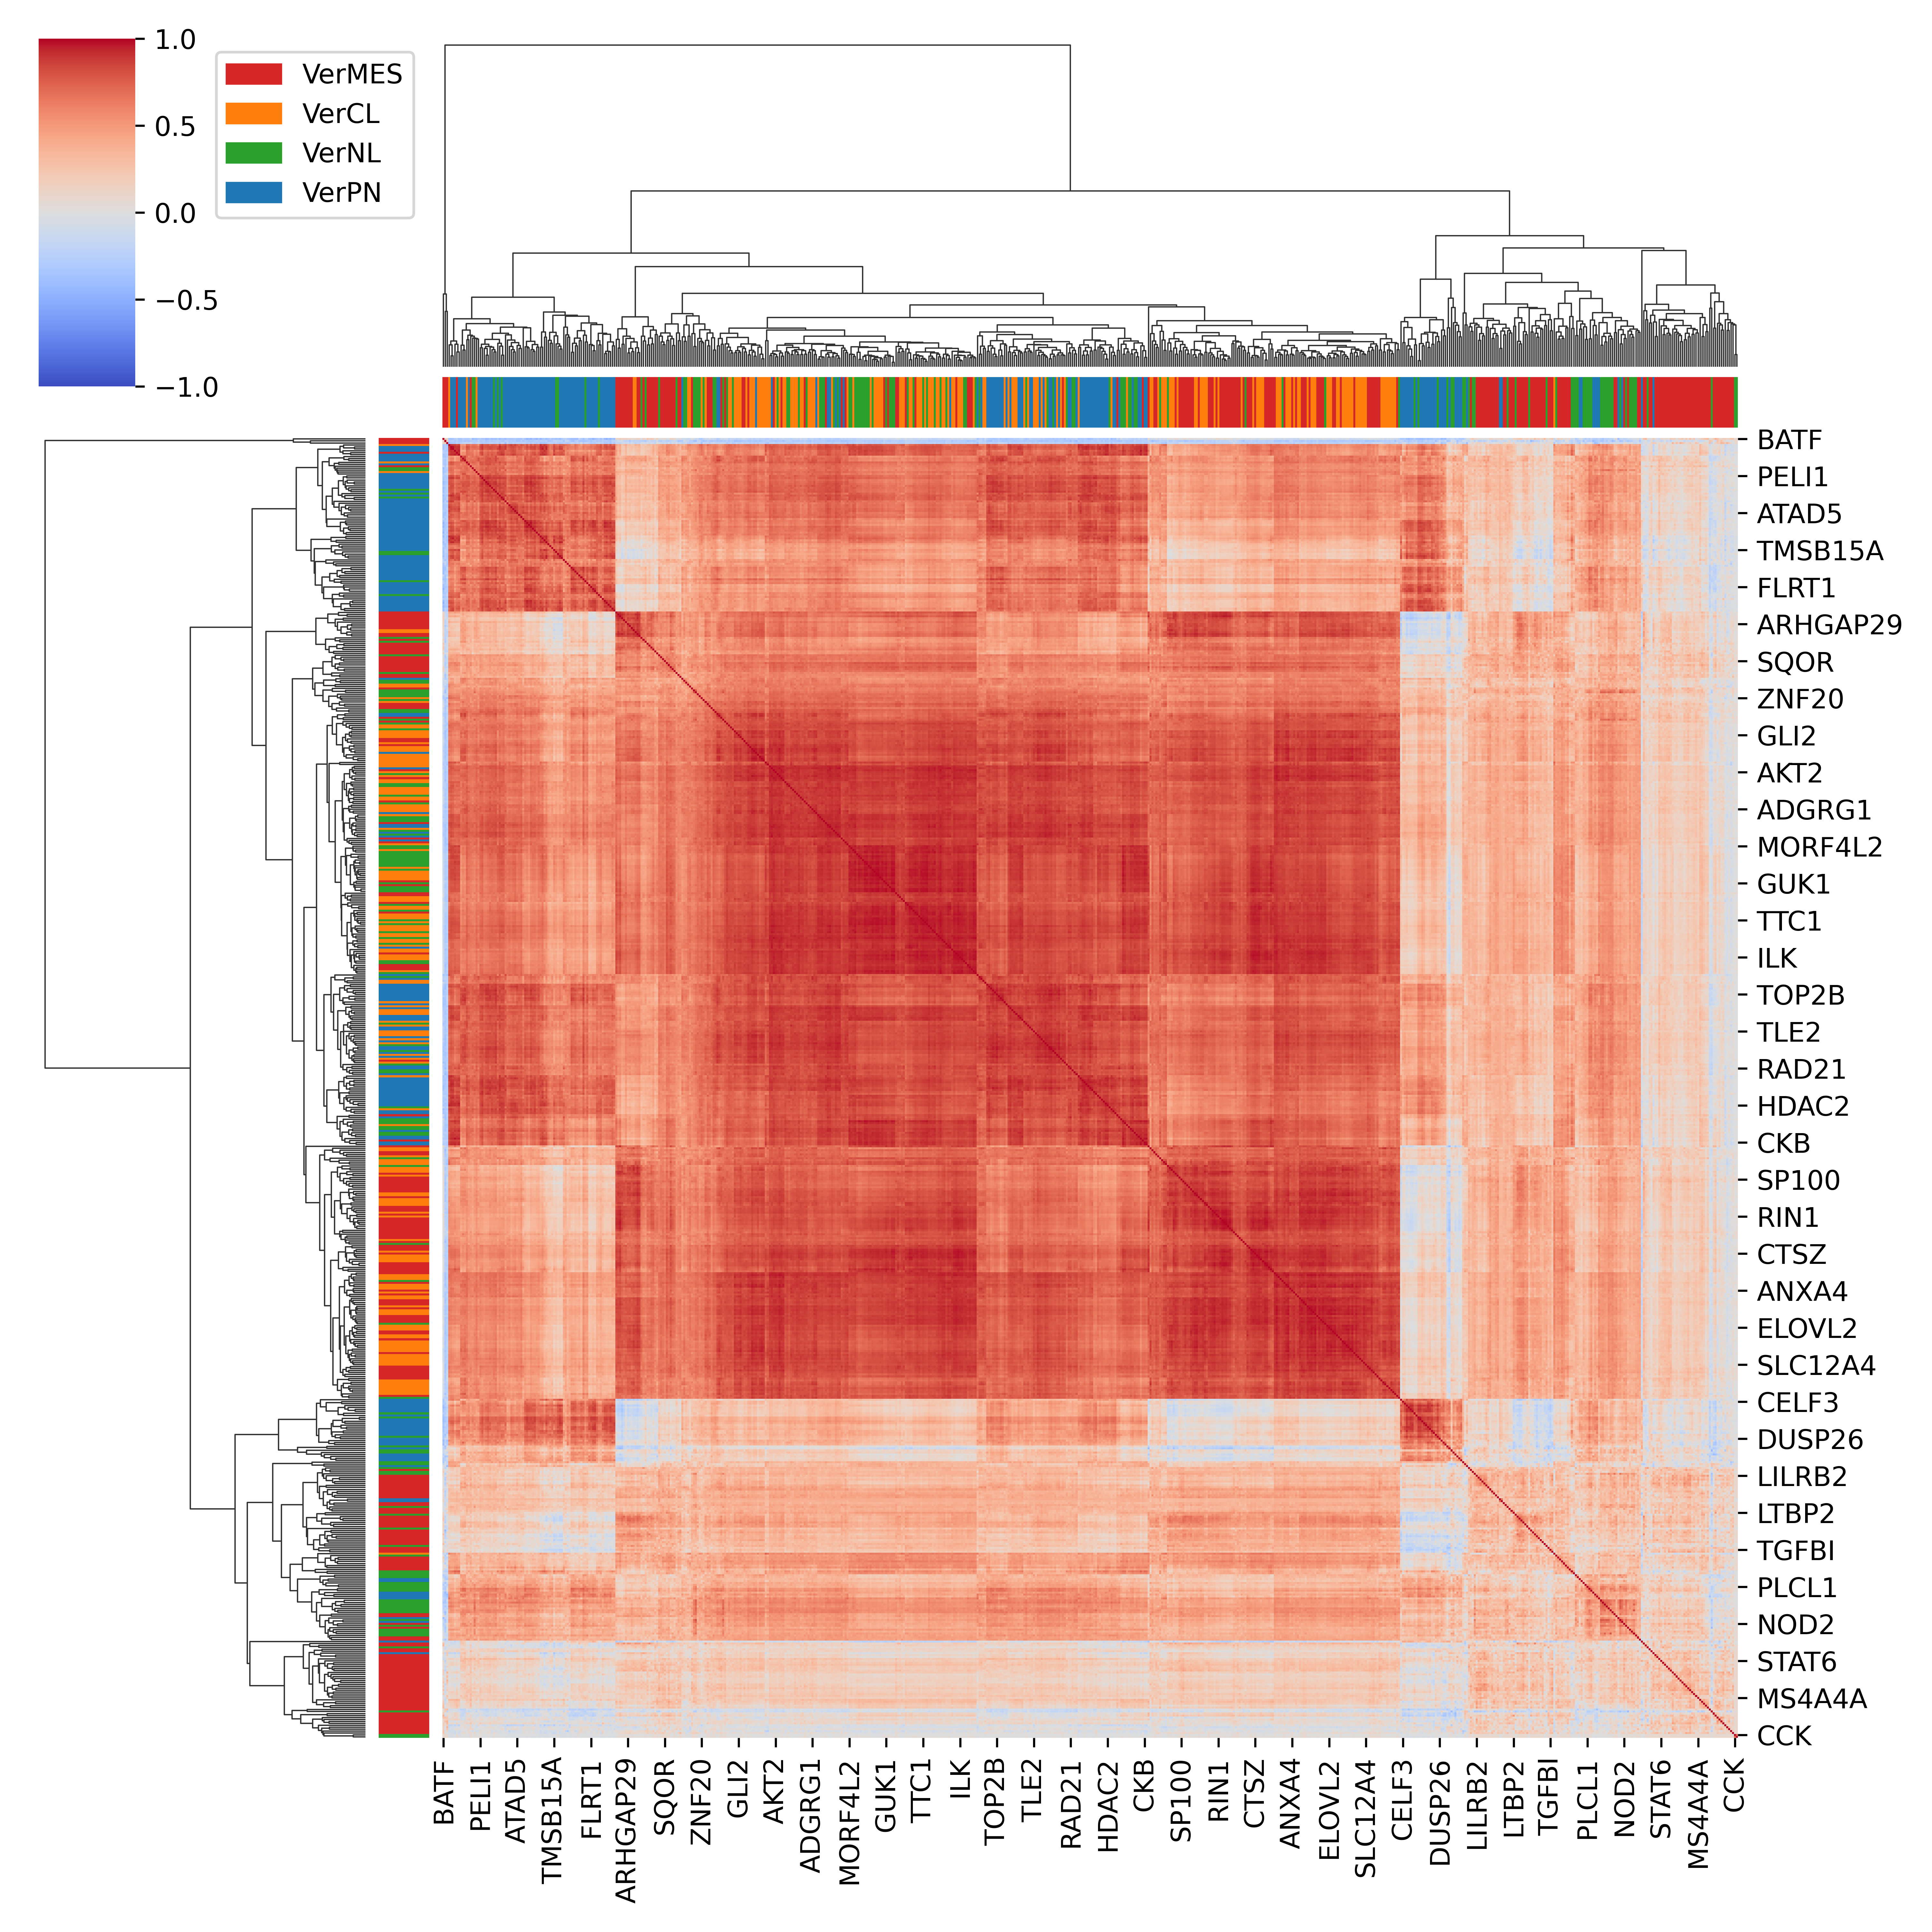 1.0
0.5
0.0
−0.5
−1.0
VerMES
VerCL
VerNL
VerPN
BATF
PELI1
ATAD5
TMSB15A
FLRT1
ARHGAP29
SQOR
ZNF20
GLI2
AKT2
ADGRG1
MORF4L2
GUK1
TTC1
ILK
TOP2B
TLE2
RAD21
HDAC2
CKB
SP100
RIN1
CTSZ
ANXA4
ELOVL2
SLC12A4
CELF3
DUSP26
LILRB2
LTBP2
TGFBI
PLCL1
NOD2
STAT6
MS4A4A
CCK
BATF
PELI1
ATAD5
TMSB15A
FLRT1
ARHGAP29
SQOR
ZNF20
GLI2
AKT2
ADGRG1
MORF4L2
GUK1
TTC1
ILK
TOP2B
TLE2
RAD21
HDAC2
CKB
SP100
RIN1
CTSZ
ANXA4
ELOVL2
SLC12A4
CELF3
DUSP26
LILRB2
LTBP2
TGFBI
PLCL1
NOD2
STAT6
MS4A4A
CCK